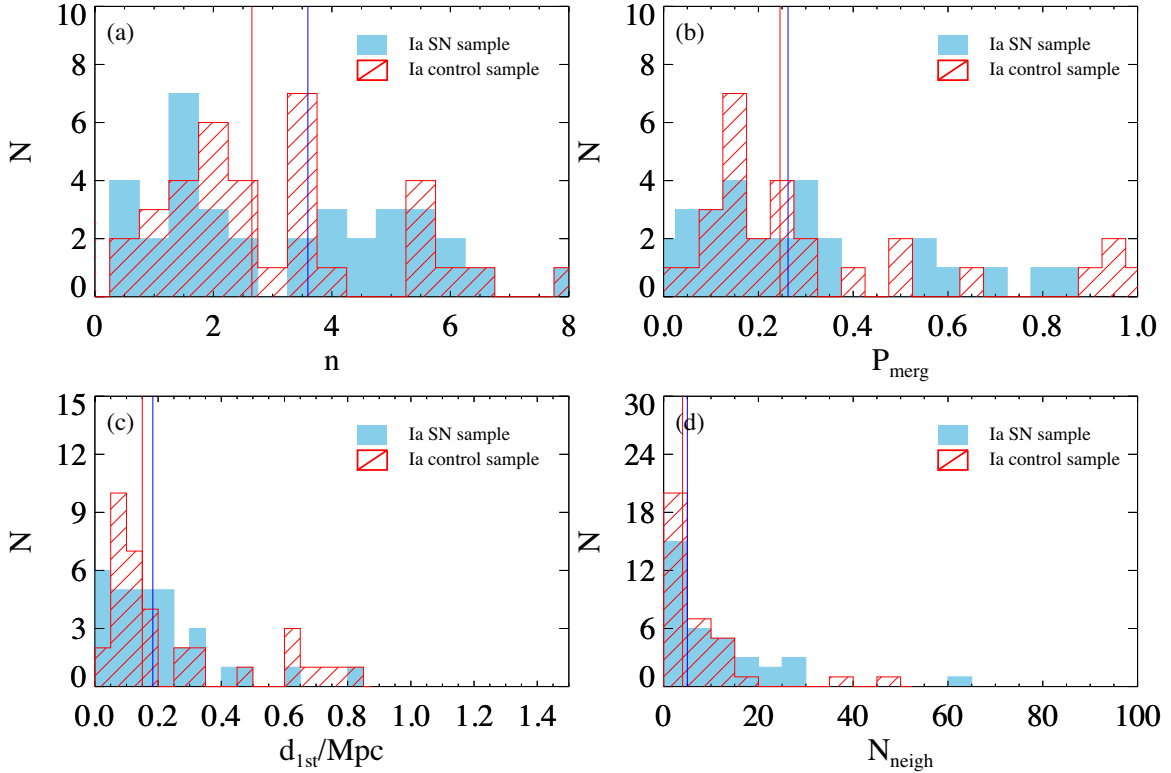 10
8
6
4
2
0
N
(a)
Ia SN sample
Ia control sample
0 2 4 6 8
n
10
8
6
4
2
0
N
(b)
Ia SN sample
Ia control sample
0.0 0.2 0.4 0.6 0.8 1.0
P_merg
15
12
9
6
3
0
N
(c)
Ia SN sample
Ia control sample
0.0 0.2 0.4 0.6 0.8 1.0 1.2 1.4
d_1st/Mpc
30
24
18
12
6
0
N
(d)
Ia SN sample
Ia control sample
0 20 40 60 80 100
N_neigh